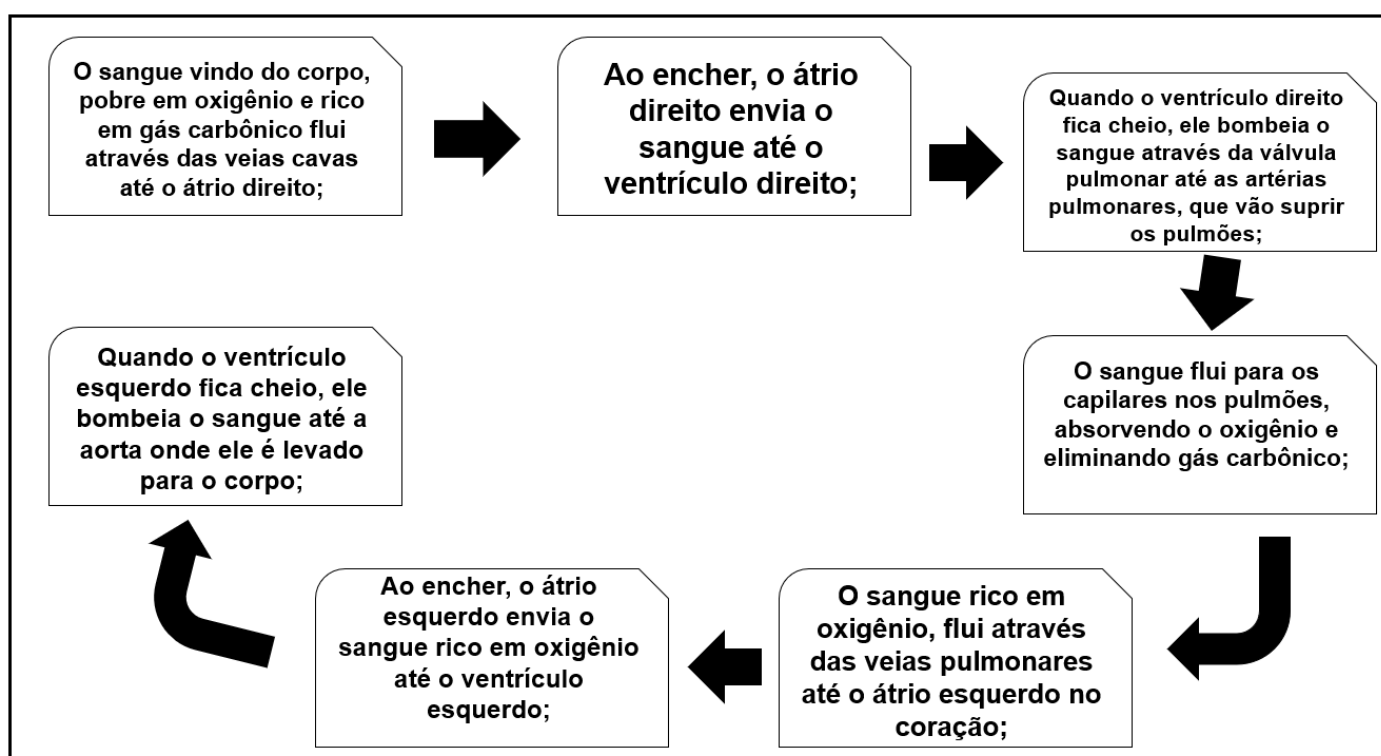 O sangue vindo do corpo,
pobre em oxigênio e rico
em gás carbônico flui
através das veias cavas
até o átrio direito;
Ao encher, o átrio
direito envia o
sangue até o
ventrículo direito;
Quando o ventrículo direito
fica cheio, ele bombeia o
sangue através da válvula
pulmonar até as artérias
pulmonares, que vão suprir
os pulmões;
O sangue flui para os
capilares nos pulmões,
absorvendo o oxigênio e
eliminando gás carbônico;
O sangue rico em
oxigênio, flui através
das veias pulmonares
até o átrio esquerdo no
coração;
Ao encher, o átrio
esquerdo envia o
sangue rico em oxigênio
até o ventrículo
esquerdo;
Quando o ventrículo
esquerdo fica cheio, ele
bombeia o sangue até a
aorta onde ele é levado
para o corpo;